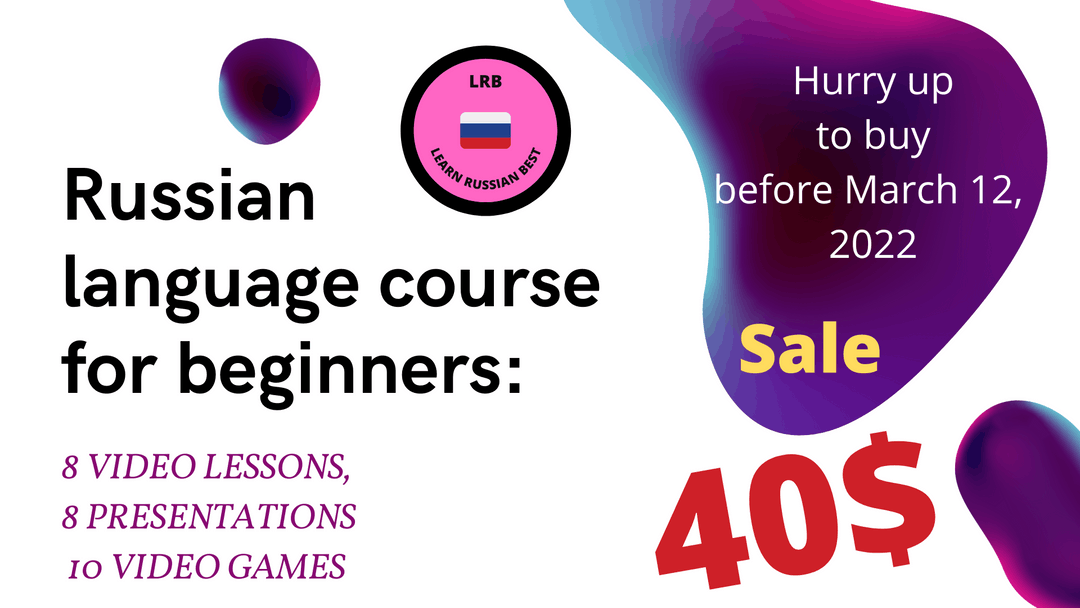 LRB
LEARN RUSSIAN BEST
Russian
language course
for beginners:
8 VIDEO LESSONS,
8 PRESENTATIONS
10 VIDEO GAMES
Hurry up
to buy
before March 12,
2022
Sale
40$